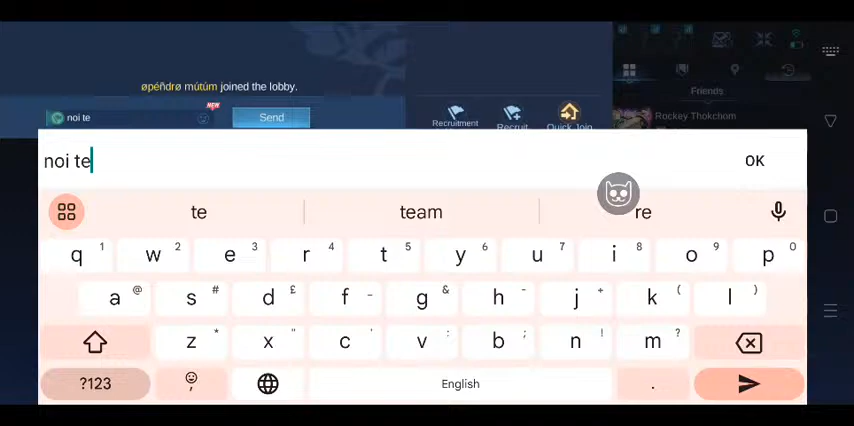 øpéñdrø mútúm joined the lobby.
NEW
noi te
Send
Recruitment
Recruit.
Quick Join
Friends
Rockey Thokchom
noi te
OK
te
team
re
q 1 w 2 e 3 r 4 t 5 y 6 u 7 i 8 o 9 p 0
a @ s # d £ f _ g & h - j + k ( l )
z * x " c ' v : b ; n ! m ?
?123
,
English
.